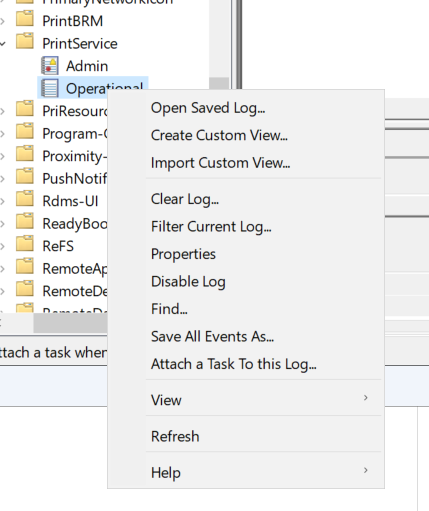 PrimaryNetworkIcon
PrintBRM
PrintService
Admin
Operational
PriResourc
Program-C
Proximity-
PushNotif
Rdms-UI
ReadyBoo
ReFS
RemoteAp
RemoteDe
RemoteDe
ttach a task when
Open Saved Log...
Create Custom View...
Import Custom View...
Clear Log...
Filter Current Log...
Properties
Disable Log
Find...
Save All Events As...
Attach a Task To this Log...
View
Refresh
Help